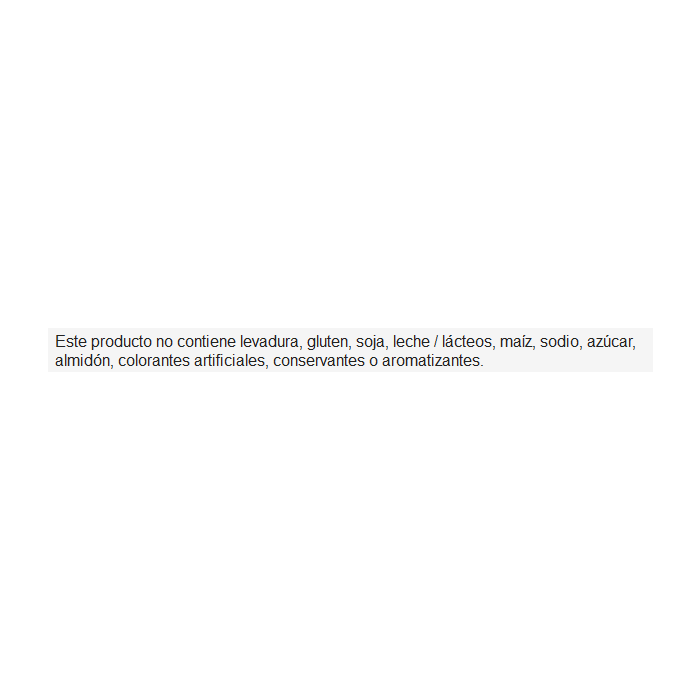 Este producto no contiene levadura, gluten, soja, leche / lácteos, maíz, sodio, azúcar,
almidón, colorantes artificiales, conservantes o aromatizantes.